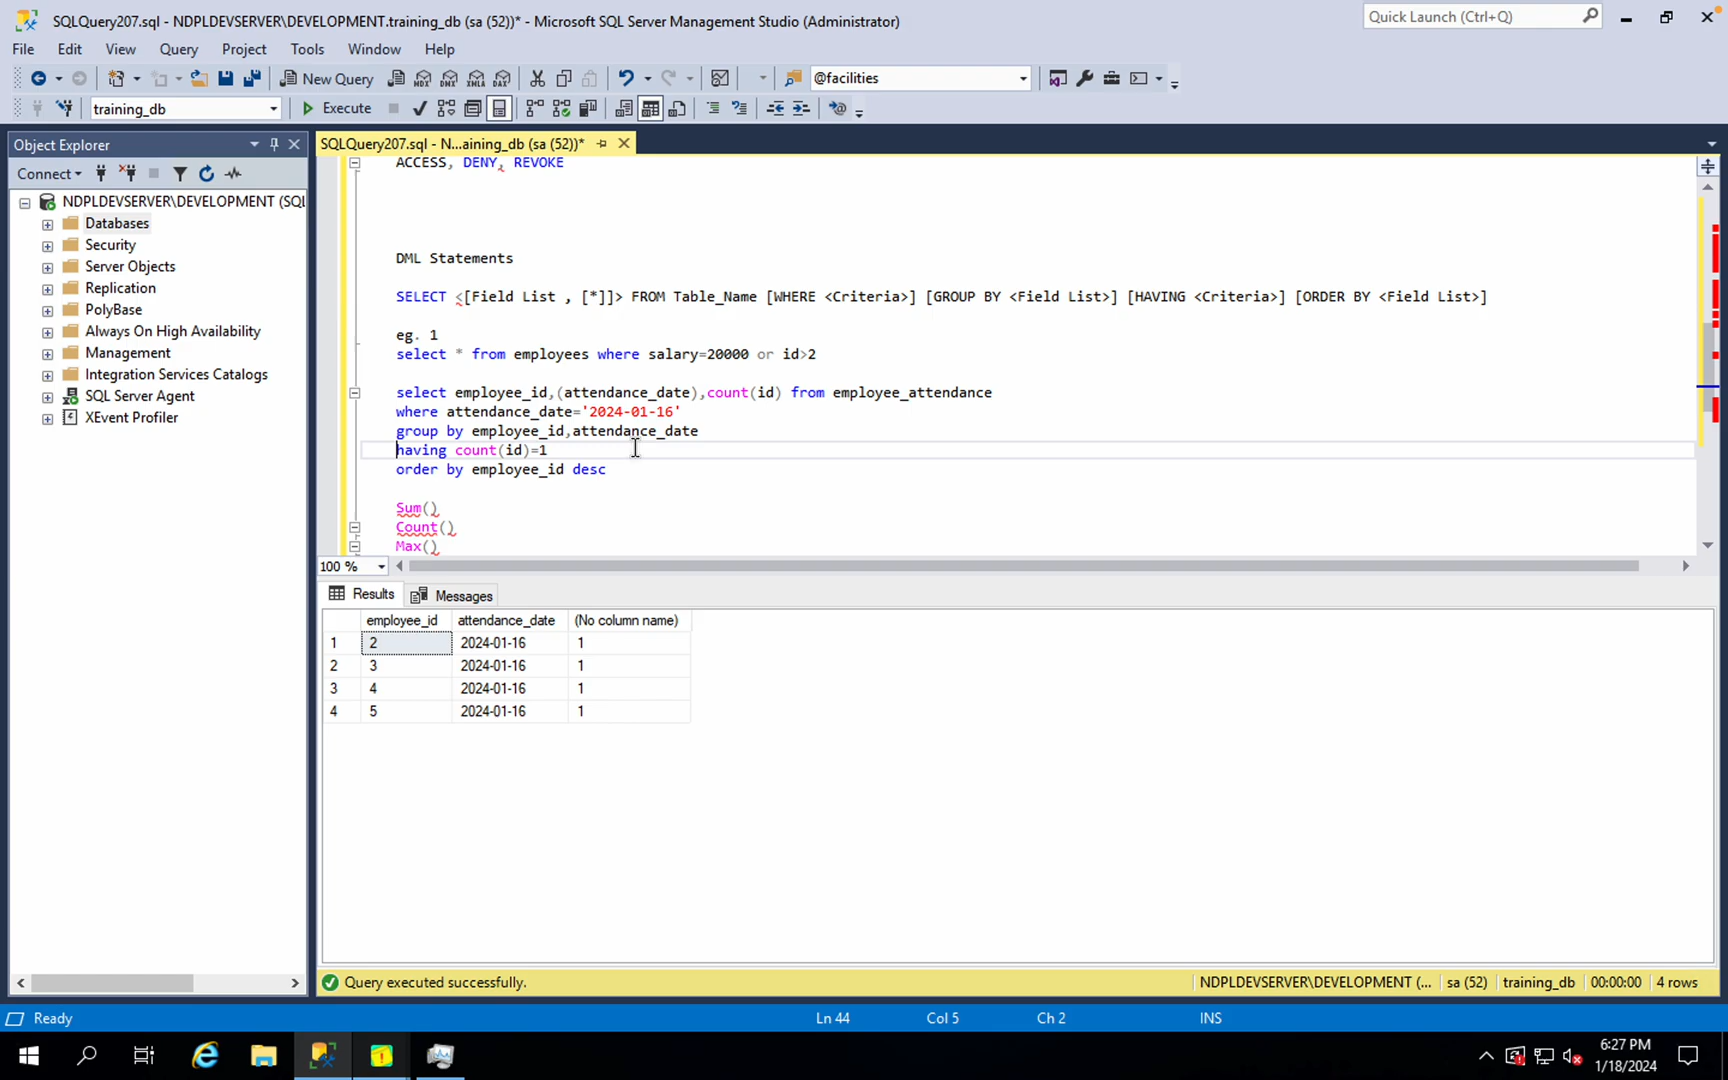 SQLQuery207.sql - NDPLDEVSERVER\DEVELOPMENT.training_db (sa (52))* - Microsoft SQL Server Management Studio (Administrator)
Quick Launch (Ctrl+Q)
File Edit View Query Project Tools Window Help
New Query
MDX DMX XMLA DAX
@facilities
training_db
Execute
Object Explorer
SQLQuery207.sql - N...aining_db (sa (52))*
Connect
NDPLDEVSERVER\DEVELOPMENT (SQL
Databases
Security
Server Objects
Replication
PolyBase
Always On High Availability
Management
Integration Services Catalogs
SQL Server Agent
XEvent Profiler
ACCESS, DENY, REVOKE
DML Statements
SELECT <[Field List , [*]]> FROM Table_Name [WHERE <Criteria>] [GROUP BY <Field List>] [HAVING <Criteria>] [ORDER BY <Field List>]
eg. 1
select * from employees where salary=20000 or id>2
select employee_id,(attendance_date),count(id) from employee_attendance
where attendance_date='2024-01-16'
group by employee_id,attendance_date
having count(id)=1
order by employee_id desc
Sum()
Count()
Max()
100 %
Results Messages
employee_id attendance_date (No column name)
1 2 2024-01-16 1
2 3 2024-01-16 1
3 4 2024-01-16 1
4 5 2024-01-16 1
Query executed successfully.
NDPLDEVSERVER\DEVELOPMENT (... sa (52) training_db 00:00:00 4 rows
Ready
Ln 44
Col 5
Ch 2
INS
6:27 PM
1/18/2024